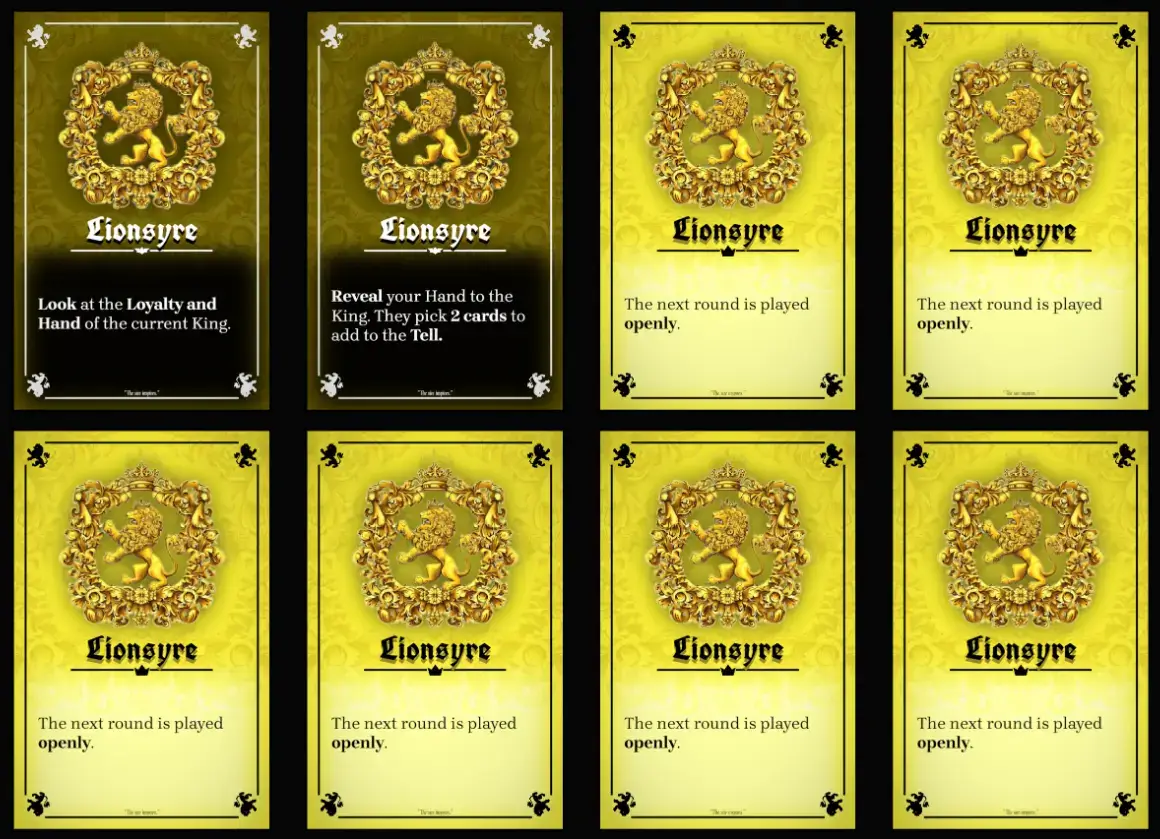 Lionsyre
Look at the Loyalty and
Hand of the current King.
Lionsyre
Reveal your Hand to the
King. They pick 2 cards to
add to the Tell.
Lionsyre
The next round is played
openly.
Lionsyre
The next round is played
openly.
Lionsyre
The next round is played
openly.
Lionsyre
The next round is played
openly.
Lionsyre
The next round is played
openly.
Lionsyre
The next round is played
openly.